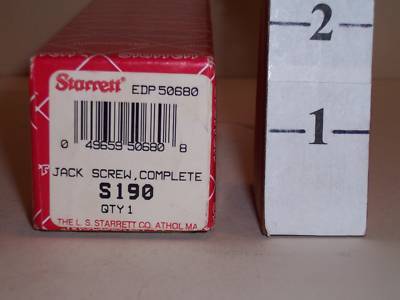 Starrett EDP 50680
0 49659 50680 8
JACK SCREW, COMPLETE
S190
QTY 1
THE L. S. STARRETT CO. ATHOL MA
2
1